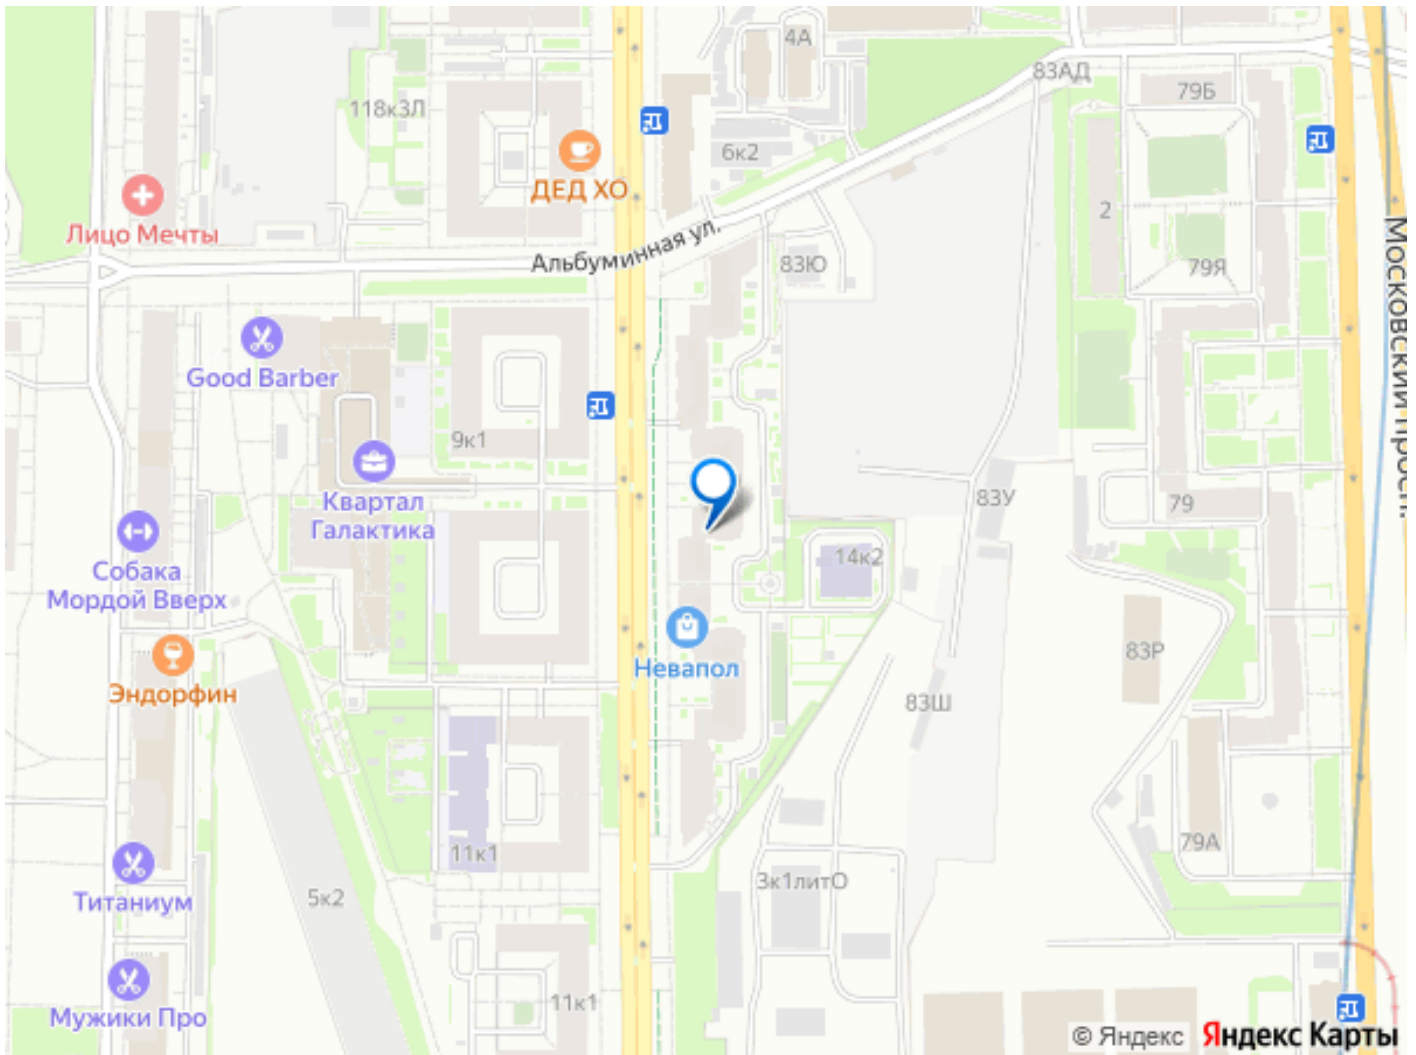 4А
83АД
79Б
118к3Л
6к2
ДЕД ХО
2
Лицо Мечты
Альбуминная ул.
83Ю
79Я
Московский просп.
Good Barber
9к1
Квартал
Галактика
83У
79
Собака
Мордой Вверх
14к2
Невапол
83Р
Эндорфин
83Ш
79А
11к1
3к1литО
Титаниум
5к2
Мужики Про
11к1
© Яндекс Яндекс Карты